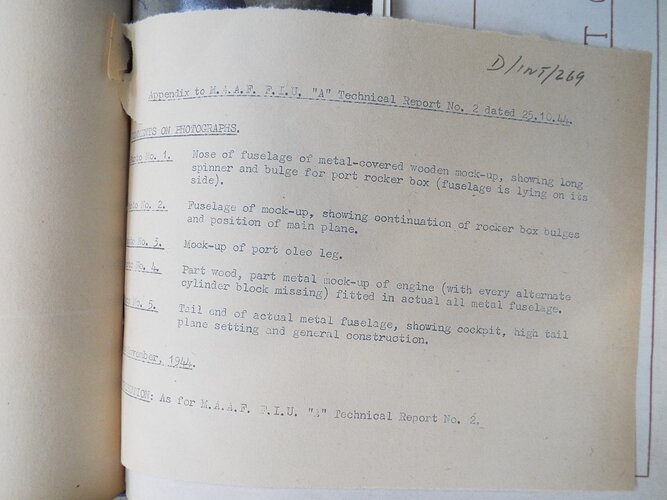 D/INT/269
Appendix to M.A.A.F. F.I.U. "A" Technical Report No. 2 dated 25.10.44.
ON PHOTOGRAPHS.
No. 1. Nose of fuselage of metal-covered wooden mock-up, showing long
spinner and bulge for port rocker box (fuselage is lying on its
side).
No. 2. Fuselage of mock-up, showing continuation of rocker box bulges
and position of main plane.
No. 3. Mock-up of port oleo leg.
No. 4. Part wood, part metal mock-up of engine (with every alternate
cylinder block missing) fitted in actual all metal fuselage.
No. 5. Tail end of actual metal fuselage, showing cockpit, high tail
plane setting and general construction.
vember, 1944.
As for M.A.A.F. F.I.U. "A" Technical Report No. 2.